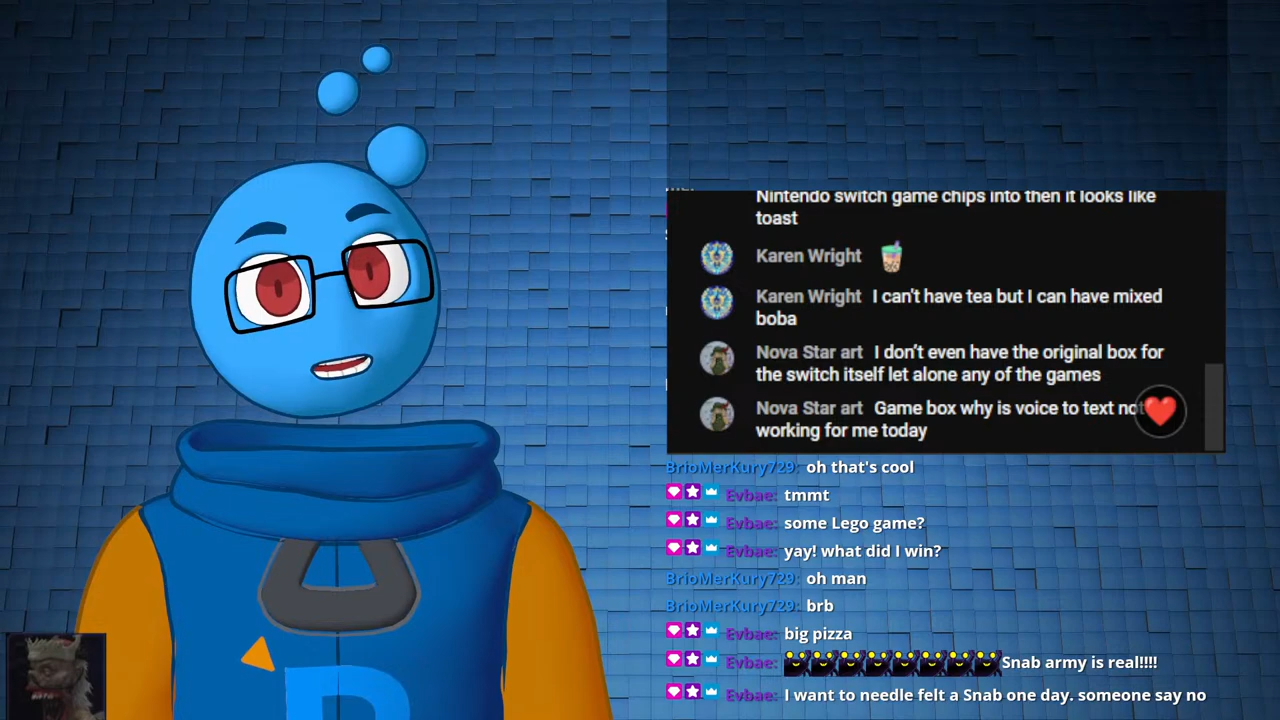 Nintendo switch game chips into then it looks like
toast
Karen Wright
Karen Wright I can't have tea but I can have mixed
boba
Nova Star art I don't even have the original box for
the switch itself let alone any of the games
Nova Star art Game box why is voice to text not
working for me today
BrioMerKury729: oh that's cool
Evbae: tmmt
Evbae: some Lego game?
Evbae: yay! what did I win?
BrioMerKury729: oh man
BrioMerKury729: brb
Evbae: big pizza
Evbae: Snab army is real!!!!
Evbae: I want to needle felt a Snab one day. someone say no